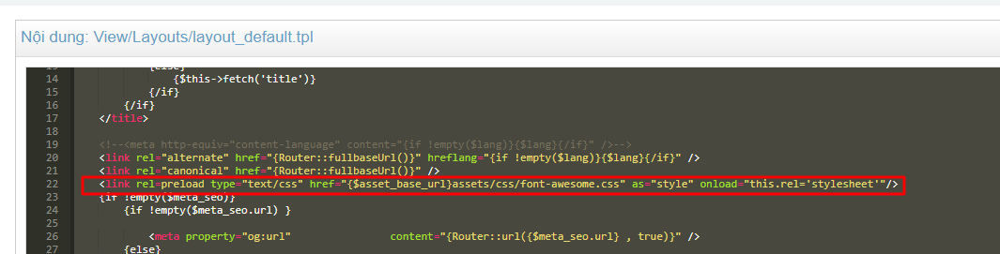 Nội dung: View/Layouts/layout_default.tpl
13 {else}
14 {$this->fetch('title')}
15 {/if}
16 {/if}
17 </title>
18
19 <!--<meta http-equiv="content-language" content="{if !empty($lang)}{$lang}{/if}" />-->
20 <link rel="alternate" href="{Router::fullbaseUrl()}" hreflang="{if !empty($lang)}{$lang}{/if}" />
21 <link rel="canonical" href="{Router::fullbaseUrl()}" />
22 <link rel=preload type="text/css" href="{$asset_base_url}assets/css/font-awesome.css" as="style" onload="this.rel='stylesheet'"/>
23 {if !empty($meta_seo)}
24 {if !empty($meta_seo.url) }
25
26 <meta property="og:url" content="{Router::url({$meta_seo.url} , true)}" />
27 {else}